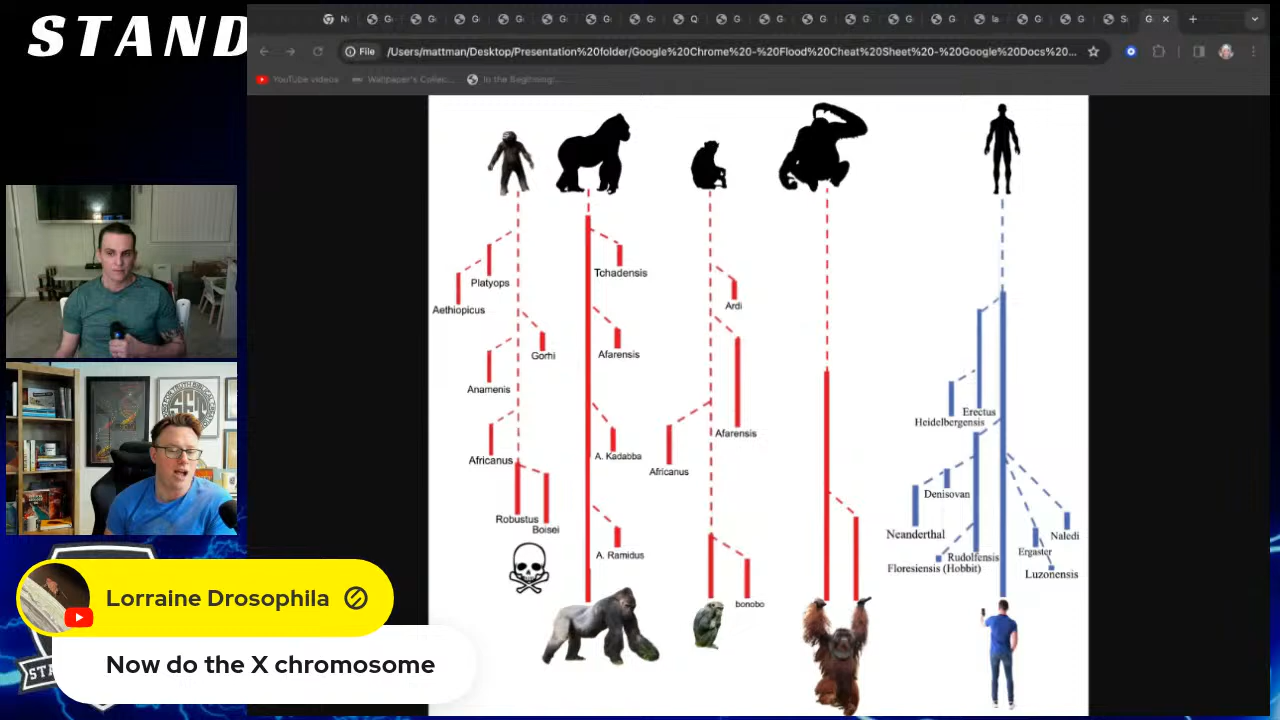 STAND
File
/Users/mattman/Desktop/Presentation%20folder/Google%20Chrome%20-%20Flood%20Cheat%20Sheet%20-%20Google%20Docs%20...
YouTube videos
Wallpaper's Collec...
In the Beginning:...
Platyops
Aethiopicus
Gorhi
Anamenis
Africanus
Robustus
Boisei
Tchadensis
Afarensis
A. Kadabba
A. Ramidus
Ardi
Afarensis
Africanus
bonobo
Erectus
Heidelbergensis
Denisovan
Neanderthal
Rudolfensis
Floresiensis (Hobbit)
Naledi
Ergaster
Luzonensis
Lorraine Drosophila
Now do the X chromosome